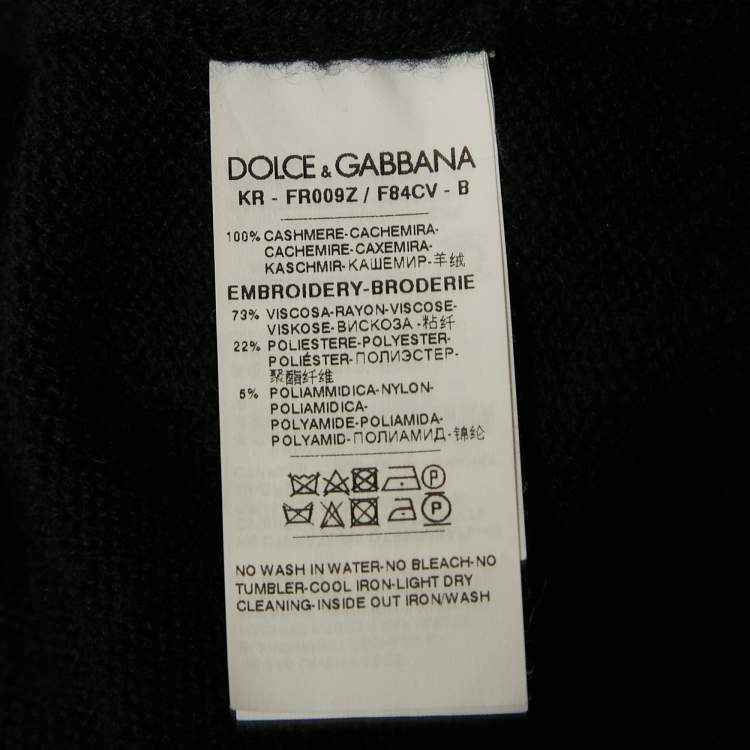 DOLCE & GABBANA
KR - FR009Z / F84CV - B
100% CASHMERE-CACHEMIRA-
CACHEMIRE-CAXEMIRA-
KASCHMIR-КАШЕМИР-羊绒
EMBROIDERY-BRODERIE
73% VISCOSA-RAYON-VISCOSE-
VISKOSE-ВИСКОЗА -粘纤
22% POLIESTERE-POLYESTER-
POLIÉSTER-ПОЛИЭСТЕР-
聚酯纤维
5% POLIAMMIDICA-NYLON-
POLIAMIDICA-
POLYAMIDE-POLIAMIDA-
POLYAMID-ПОЛИАМИД-锦纶
P
P
NO WASH IN WATER-NO BLEACH-NO
TUMBLER-COOL IRON-LIGHT DRY
CLEANING-INSIDE OUT IRON/WASH